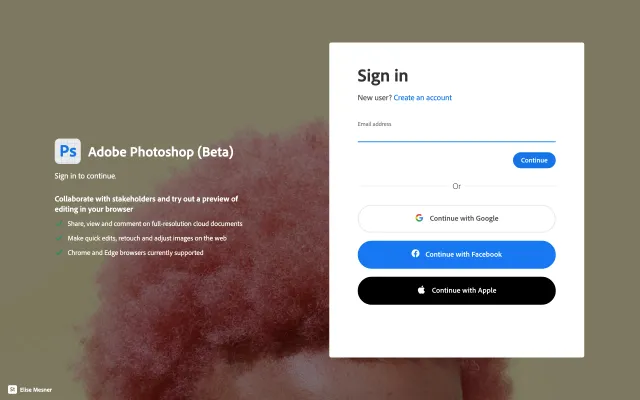 Ps Adobe Photoshop (Beta)
Sign in to continue.
Collaborate with stakeholders and try out a preview of
editing in your browser
Share, view and comment on full-resolution cloud documents
Make quick edits, retouch and adjust images on the web
Chrome and Edge browsers currently supported
St Elise Mesner
Sign in
New user? Create an account
Email address
Continue
Or
Continue with Google
Continue with Facebook
Continue with Apple